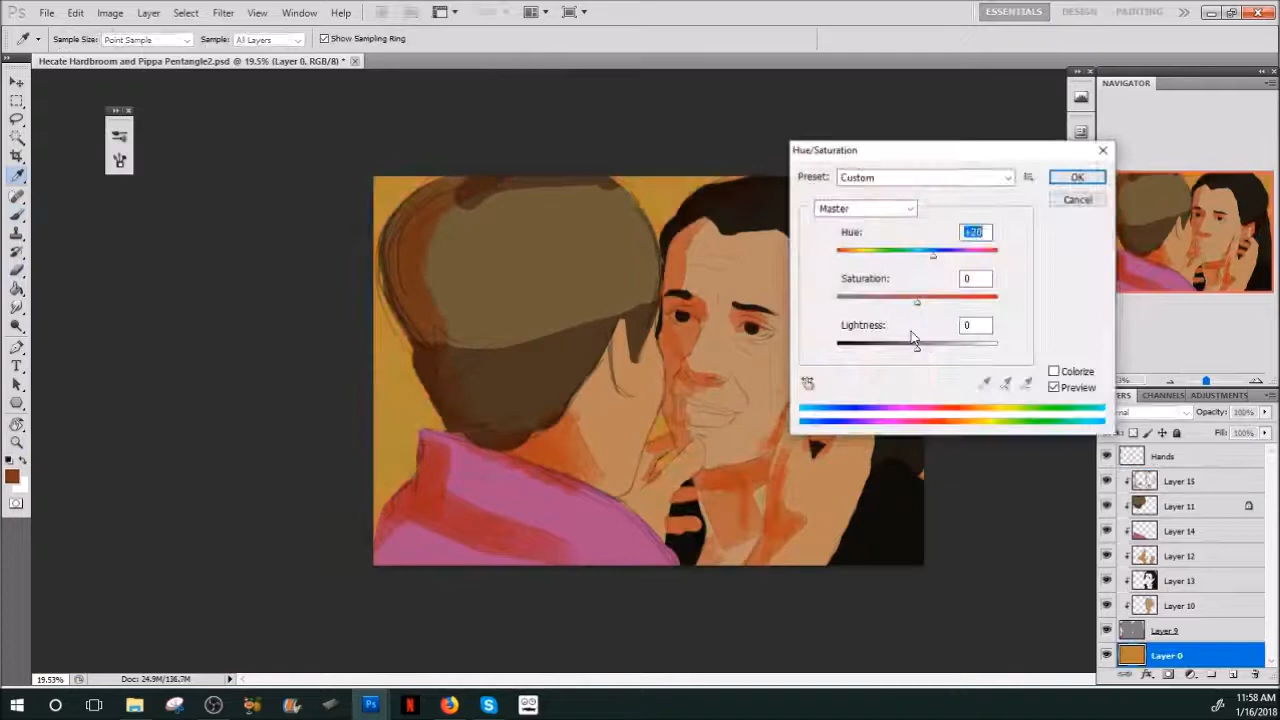 Ps File Edit Image Layer Select Filter View Window Help ESSENTIALS DESIGN PAINTING
Sample Size: Point Sample Sample: All Layers Show Sampling Ring
Hecate Hardbroom and Pippa Pentangle2.psd @ 19.5% (Layer 0, RGB/8) *
NAVIGATOR
Hue/Saturation
Preset: Custom OK
Cancel
Master
Hue: +20
Saturation: 0
Lightness: 0
Colorize
Preview
CHANNELS ADJUSTMENTS
Opacity: 100%
Fill: 100%
Hands
Layer 15
Layer 11
Layer 14
Layer 12
Layer 13
Layer 10
Layer 9
Layer 0
19.53% Doc: 24.9M/136.7M
Ps N S
11:58 AM
1/16/2018